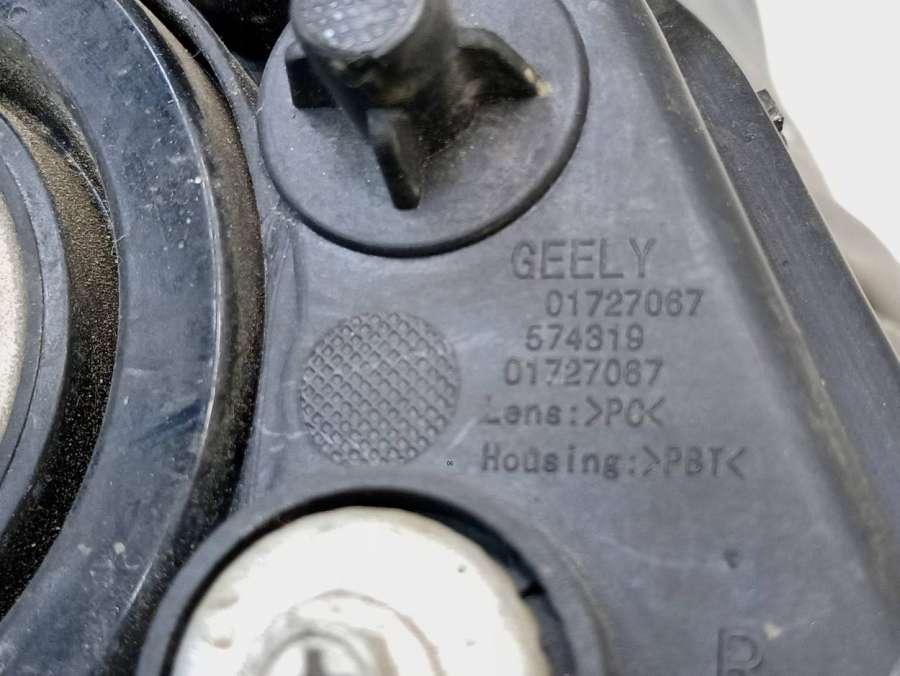 GEELY
01727067
574319
01727067
Lens:>PC<
Housing:>PBT<
R